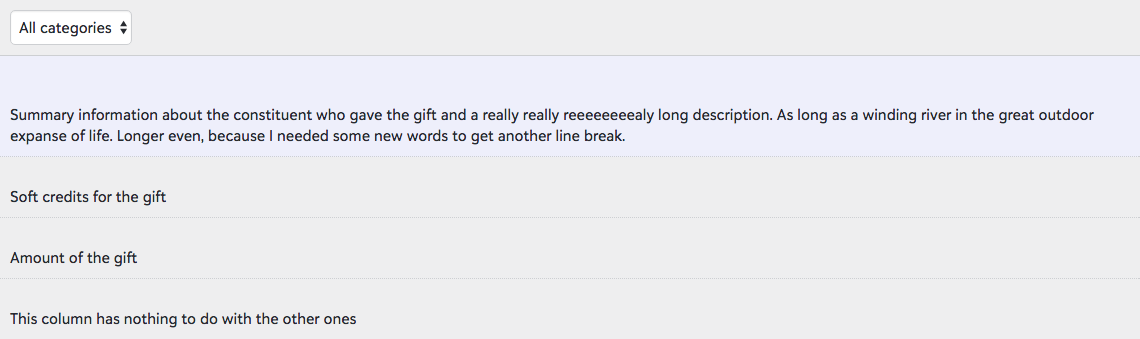 All categories
Summary information about the constituent who gave the gift and a really really reeeeeeeealy long description. As long as a winding river in the great outdoor
expanse of life. Longer even, because I needed some new words to get another line break.
Soft credits for the gift
Amount of the gift
This column has nothing to do with the other ones